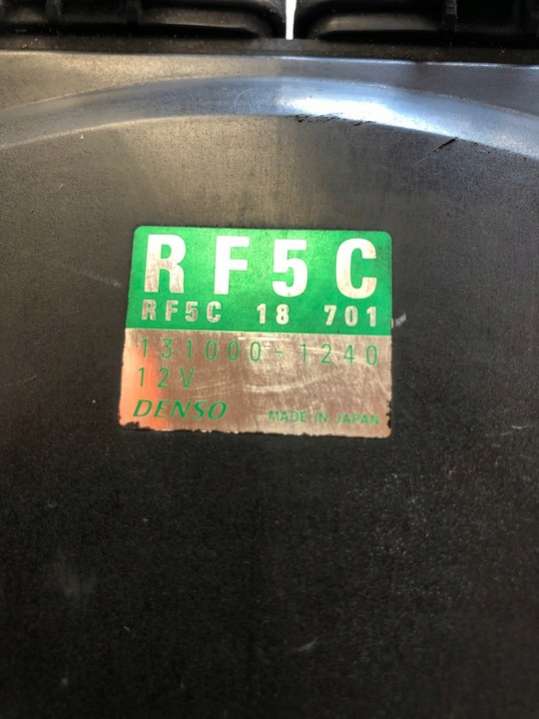 RF5C
RF5C 18 701
131000-1240
12V
DENSO MADE IN JAPAN